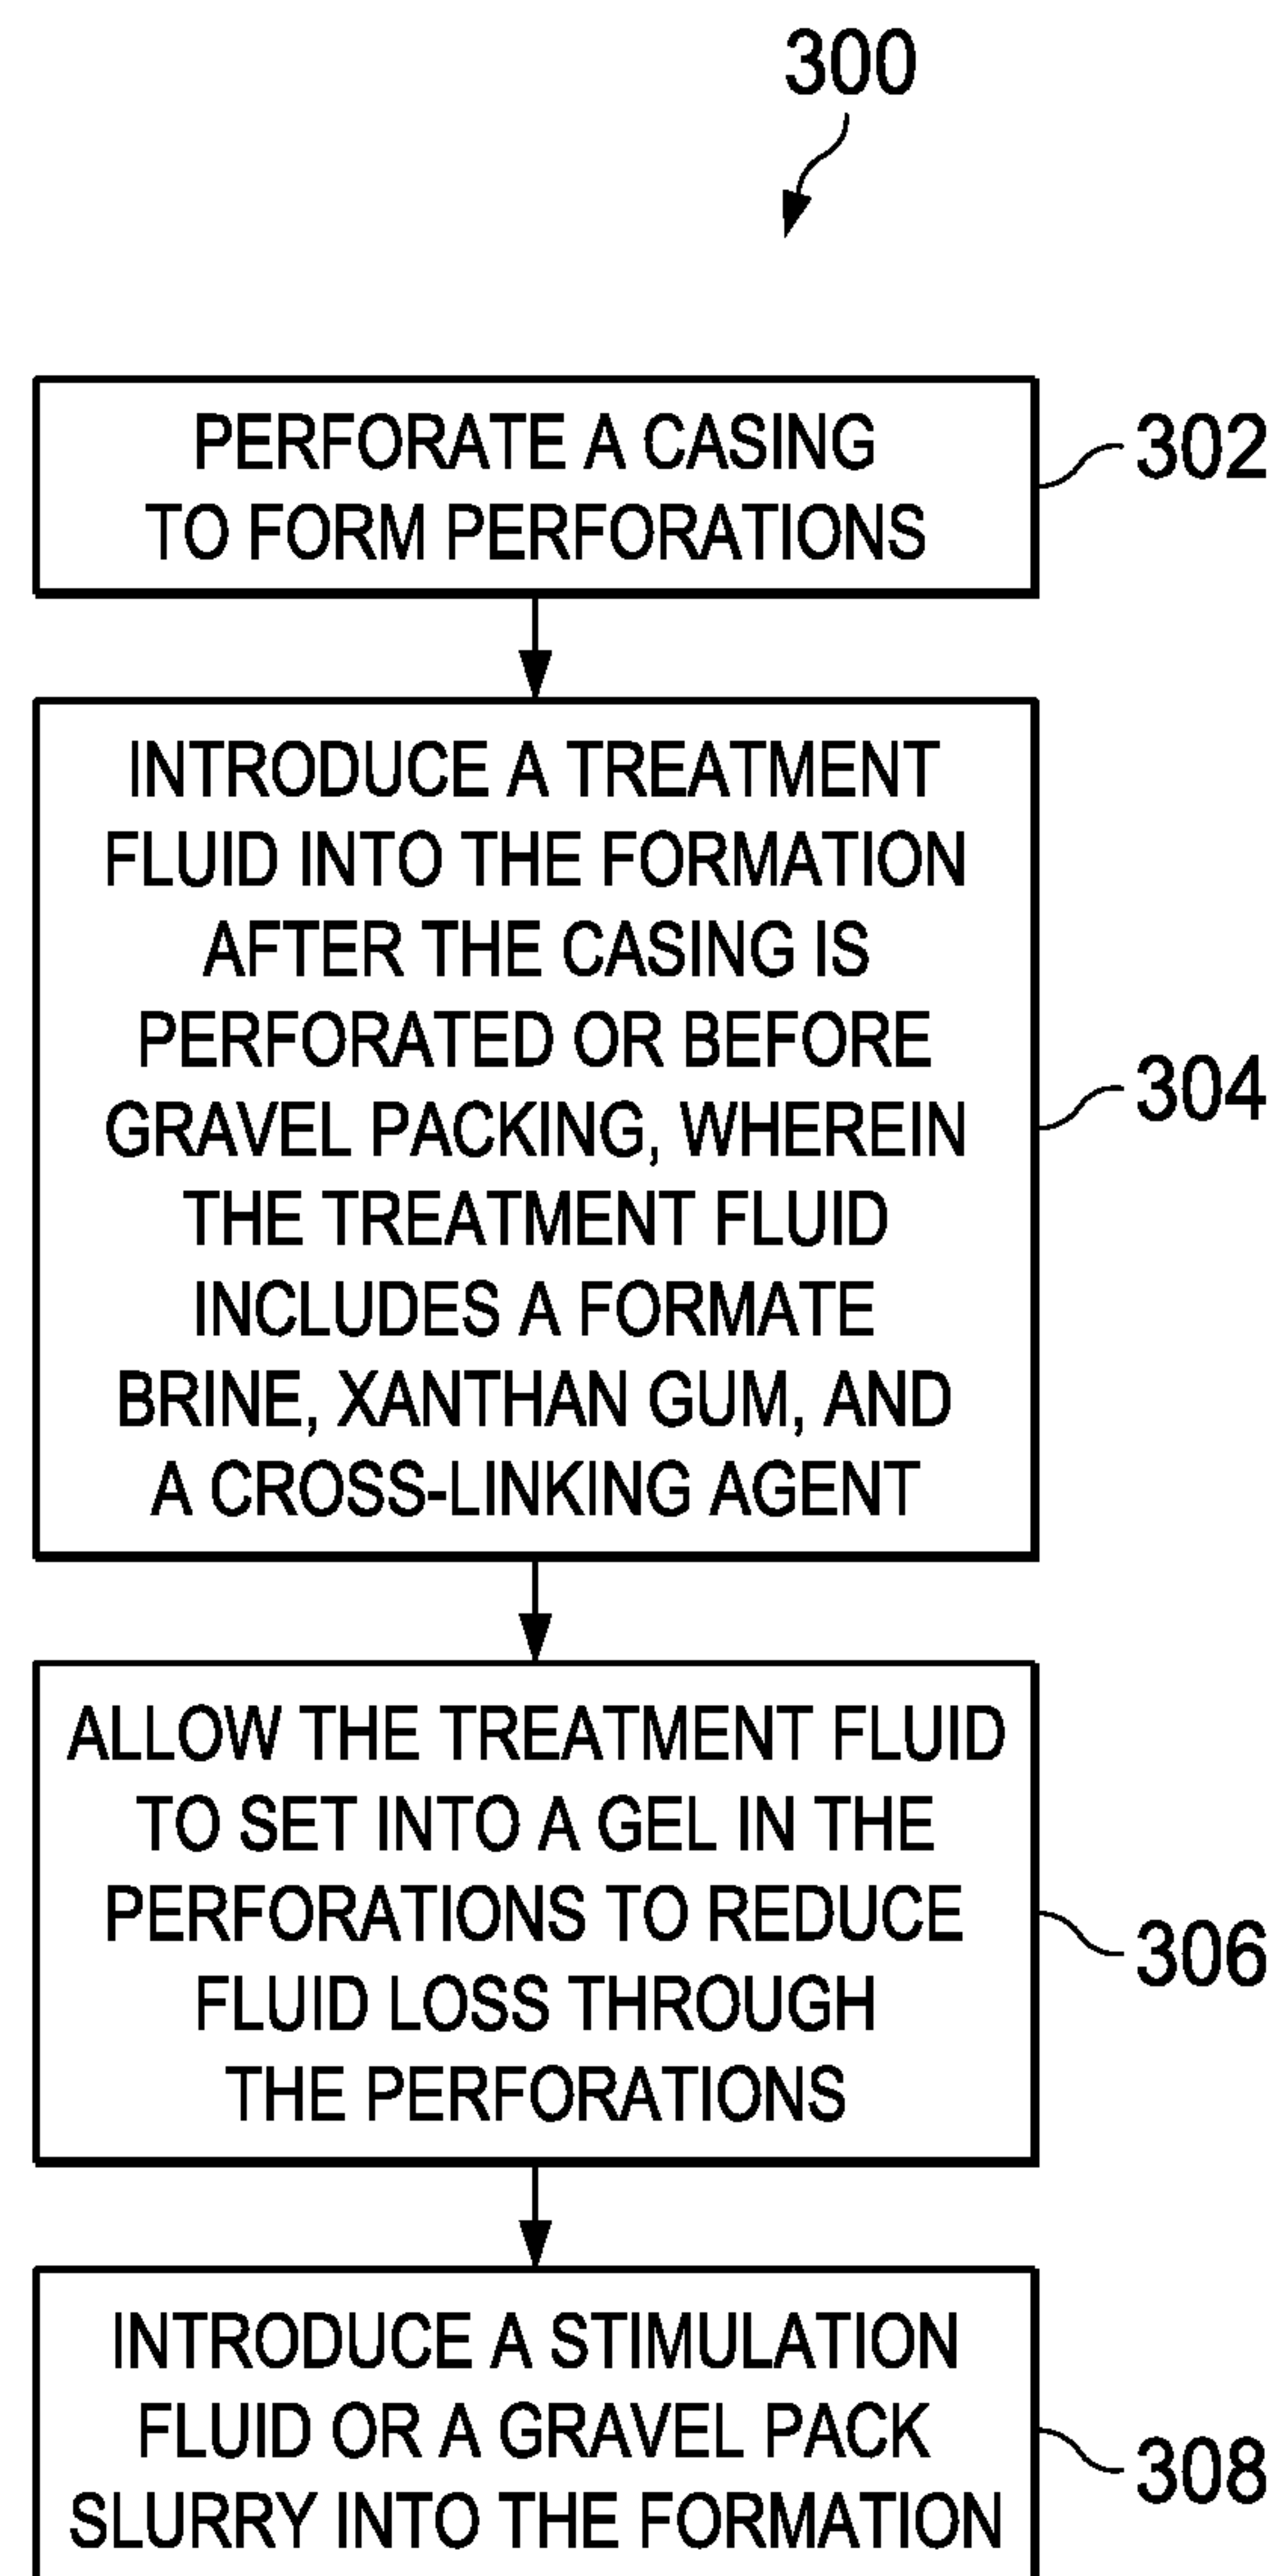 300
PERFORATE A CASING
TO FORM PERFORATIONS
302
INTRODUCE A TREATMENT
FLUID INTO THE FORMATION
AFTER THE CASING IS
PERFORATED OR BEFORE
GRAVEL PACKING, WHEREIN
THE TREATMENT FLUID
INCLUDES A FORMATE
BRINE, XANTHAN GUM, AND
A CROSS-LINKING AGENT
304
ALLOW THE TREATMENT FLUID
TO SET INTO A GEL IN THE
PERFORATIONS TO REDUCE
FLUID LOSS THROUGH
THE PERFORATIONS
306
INTRODUCE A STIMULATION
FLUID OR A GRAVEL PACK
SLURRY INTO THE FORMATION
308